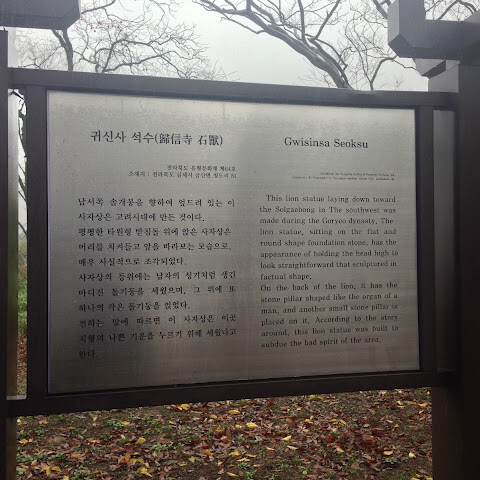 귀신사 석수(歸信寺 石獸)
전라북도 유형문화재 제64호
소재지 : 전라북도 김제시 금산면 청도리 81
남서쪽 솔개봉을 향하여 엎드려 있는 이
사자상은 고려시대에 만든 것이다.
평평한 타원형 받침돌 위에 앉은 사자상은
머리를 치켜들고 앞을 바라보는 모습으로,
매우 사실적으로 조각되었다.
사자상의 등위에는 남자의 성기처럼 생긴
마디진 돌기둥을 세웠으며, 그 위에 또
하나의 작은 돌기둥을 얹었다.
전하는 말에 따르면 이 사자상은 이곳
지형의 나쁜 기운을 누르기 위해 세웠다고
한다.
Gwisinsa Seoksu
This lion statue laying down toward
the Solgaebong in The southwest was
made during the Goryeo dynasty. The
lion statue, sitting on the flat and
round shape foundation stone, has the
appearance of holding the head high to
look straightforward that sculptured in
factual shape.
On the back of the lion, it has the
stone pillar shaped like the organ of a
man, and another small stone pillar is
placed on it. According to the story
around, this lion statue was built to
subdue the bad spirit of the area.